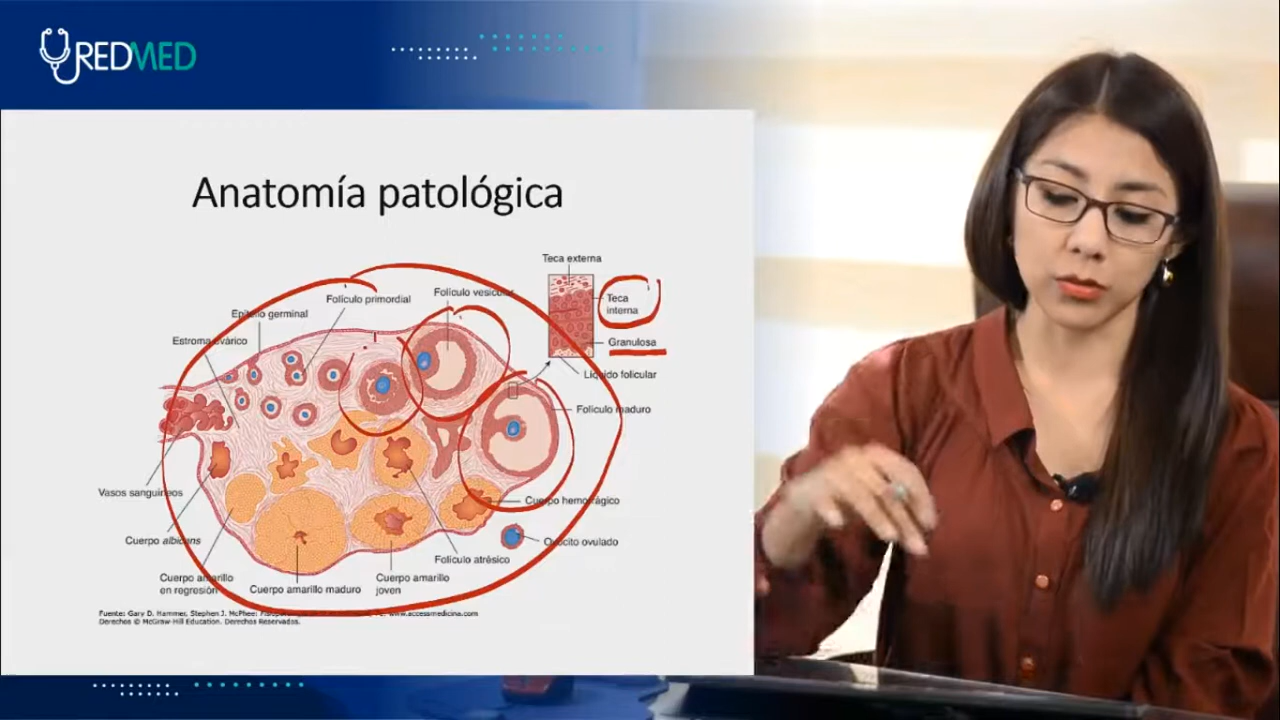 REDMED
Anatomía patológica
Teca externa
Folículo vesicular
Folículo primordial
Teca
interna
Epitelio germinal
Estroma ovárico
Granulosa
Líquido folicular
Folículo maduro
Vasos sanguíneos
Cuerpo hemorrágico
Cuerpo albicans
Oocito ovulado
Folículo atrésico
Cuerpo amarillo
en regresión
Cuerpo amarillo maduro
Cuerpo amarillo
joven
Fuente: Gary D. Hammer, Stephen J. McPhee: www.accessmedicina.com
Derechos © McGraw-Hill Education. Derechos Reservados.